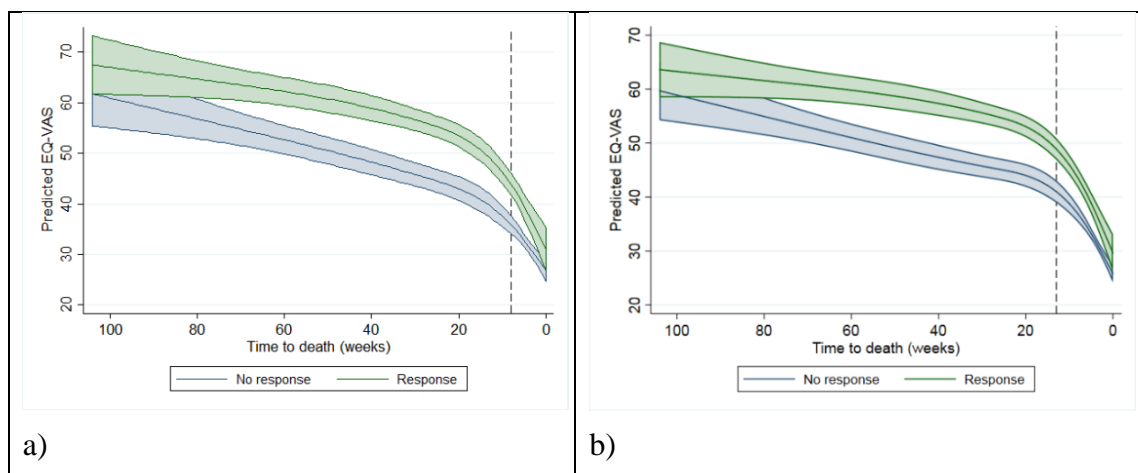 Predicted EQ-VAS
70
60
50
40
30
20
100 80 60 40 20 0
Time to death (weeks)
No response Response
a)
Predicted EQ-VAS
70
60
50
40
30
20
100 80 60 40 20 0
Time to death (weeks)
No response Response
b)